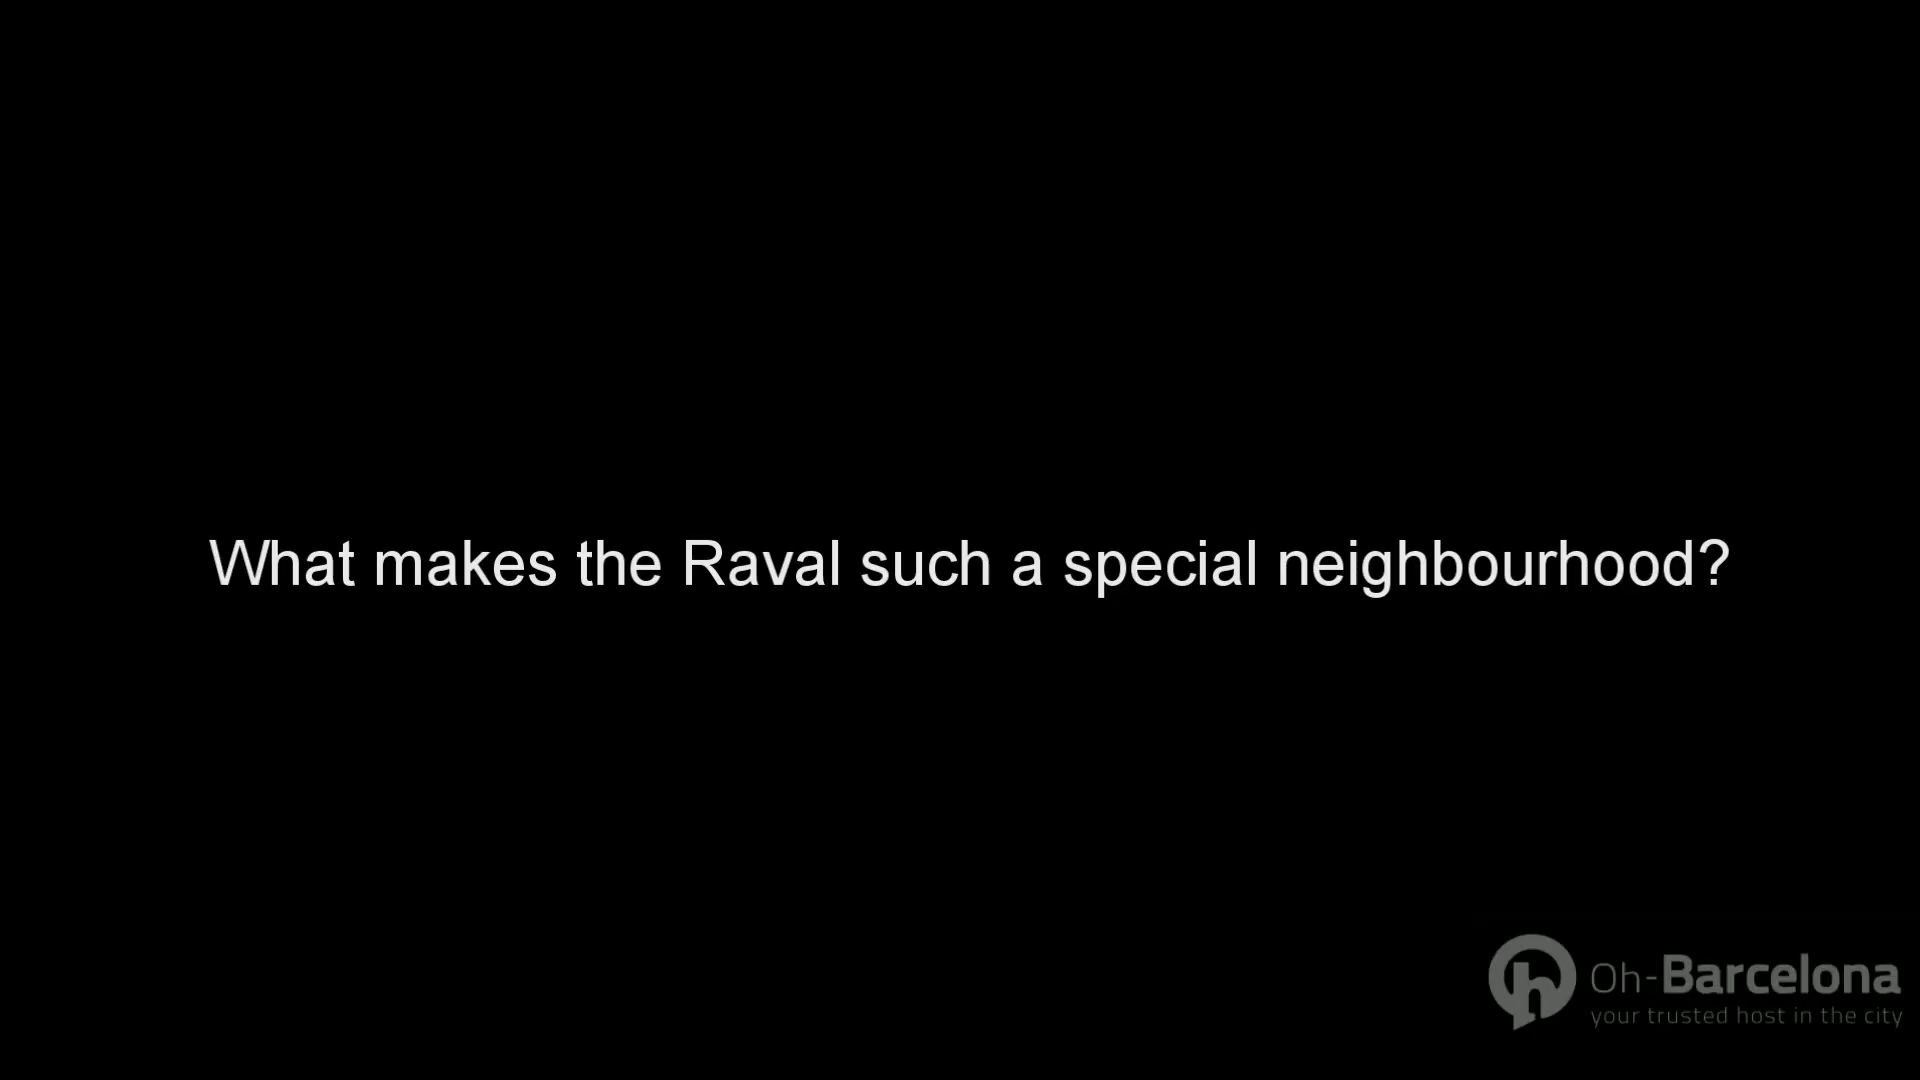 What makes the Raval such a special neighbourhood?
Oh-Barcelona
your trusted host in the city